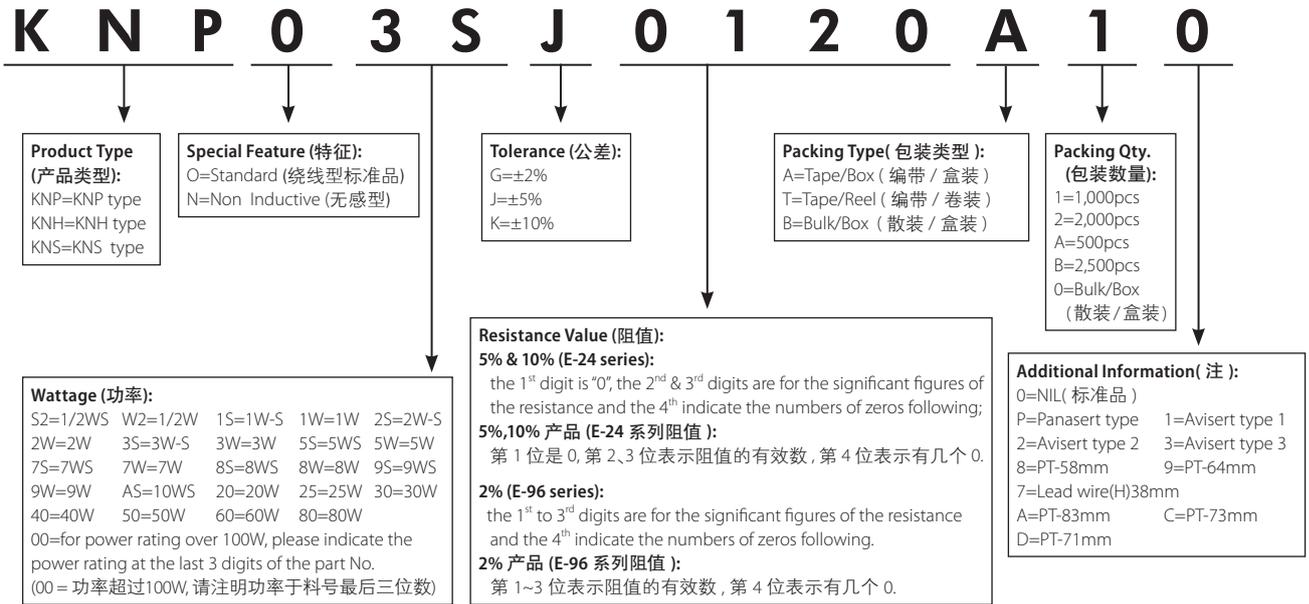 K N P 0 3 S J 0 1 2 0 A 1 0
Product Type
(产品类型):
KNP=KNP type
KNH=KNH type
KNS=KNS type
Special Feature (特征):
O=Standard (绕线型标准品)
N=Non Inductive (无感型)
Tolerance (公差):
G=±2%
J=±5%
K=±10%
Packing Type( 包装类型 ):
A=Tape/Box ( 编带 / 盒装 )
T=Tape/Reel ( 编带 / 卷装 )
B=Bulk/Box ( 散装 / 盒装 )
Packing Qty.
(包装数量):
1=1,000pcs
2=2,000pcs
A=500pcs
B=2,500pcs
0=Bulk/Box
(散装/盒装)
Wattage (功率):
S2=1/2WS W2=1/2W 1S=1W-S 1W=1W 2S=2W-S
2W=2W 3S=3W-S 3W=3W 5S=5WS 5W=5W
7S=7WS 7W=7W 8S=8WS 8W=8W 9S=9WS
9W=9W AS=10WS 20=20W 25=25W 30=30W
40=40W 50=50W 60=60W 80=80W
00=for power rating over 100W, please indicate the
power rating at the last 3 digits of the part No.
(00 = 功率超过100W, 请注明功率于料号最后三位数)
Resistance Value (阻值):
5% & 10% (E-24 series):
the 1st digit is "0", the 2nd & 3rd digits are for the significant figures of
the resistance and the 4th indicate the numbers of zeros following;
5%,10% 产品 (E-24 系列阻值 ):
第 1 位是 0, 第 2、3 位表示阻值的有效数 , 第 4 位表示有几个 0.
2% (E-96 series):
the 1st to 3rd digits are for the significant figures of the resistance
and the 4th indicate the numbers of zeros following.
2% 产品 (E-96 系列阻值 ):
第 1~3 位表示阻值的有效数 , 第 4 位表示有几个 0.
Additional Information( 注 ):
0=NIL( 标准品 )
P=Panasert type 1=Avisert type 1
2=Avisert type 2 3=Avisert type 3
8=PT-58mm 9=PT-64mm
7=Lead wire(H)38mm
A=PT-83mm C=PT-73mm
D=PT-71mm